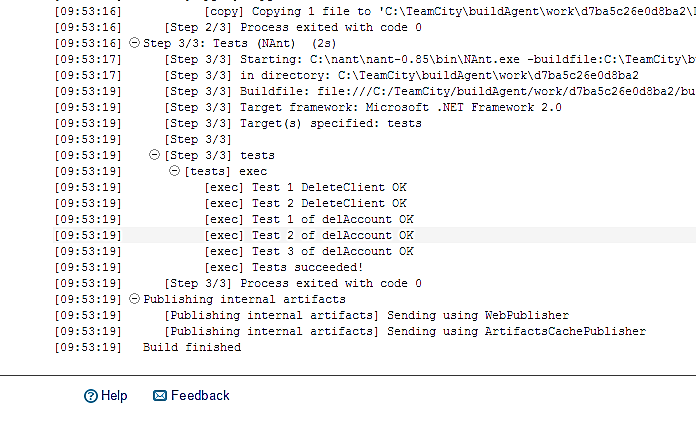 [09:53:16] [copy] Copying 1 file to 'C:\TeamCity\buildAgent\work\d7ba5c26e0d8ba2\
[09:53:16] [Step 2/3] Process exited with code 0
[09:53:16] Step 3/3: Tests (NAnt) (2s)
[09:53:17] [Step 3/3] Starting: C:\nant\nant-0.85\bin\NAnt.exe -buildfile:C:\TeamCity\b
[09:53:17] [Step 3/3] in directory: C:\TeamCity\buildAgent\work\d7ba5c26e0d8ba2
[09:53:19] [Step 3/3] Buildfile: file:///C:/TeamCity/buildAgent/work/d7ba5c26e0d8ba2/bu
[09:53:19] [Step 3/3] Target framework: Microsoft .NET Framework 2.0
[09:53:19] [Step 3/3] Target(s) specified: tests
[09:53:19] [Step 3/3]
[09:53:19] [Step 3/3] tests
[09:53:19] [tests] exec
[09:53:19] [exec] Test 1 DeleteClient OK
[09:53:19] [exec] Test 2 DeleteClient OK
[09:53:19] [exec] Test 1 of delAccount OK
[09:53:19] [exec] Test 2 of delAccount OK
[09:53:19] [exec] Test 3 of delAccount OK
[09:53:19] [exec] Tests succeeded!
[09:53:19] [Step 3/3] Process exited with code 0
[09:53:19] Publishing internal artifacts
[09:53:19] [Publishing internal artifacts] Sending using WebPublisher
[09:53:19] [Publishing internal artifacts] Sending using ArtifactsCachePublisher
[09:53:19] Build finished
Help Feedback